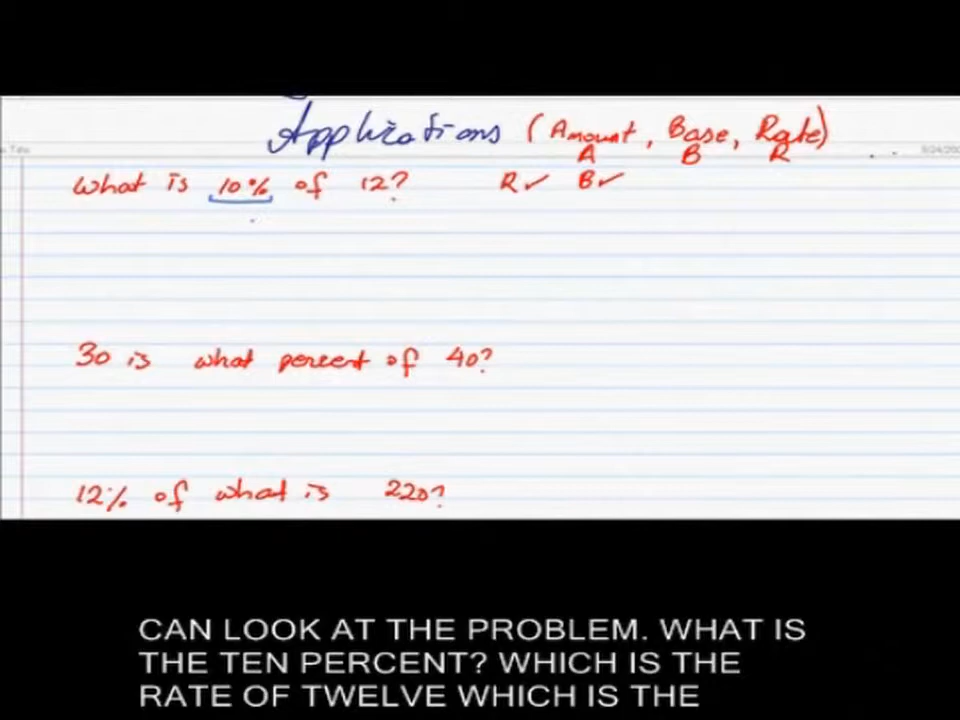 Applications (Amount, Base, Rate)
A B R
What is 10% of 12? R✓ B✓
30 is what percent of 40?
12% of what is 220?
CAN LOOK AT THE PROBLEM. WHAT IS
THE TEN PERCENT? WHICH IS THE
RATE OF TWELVE WHICH IS THE